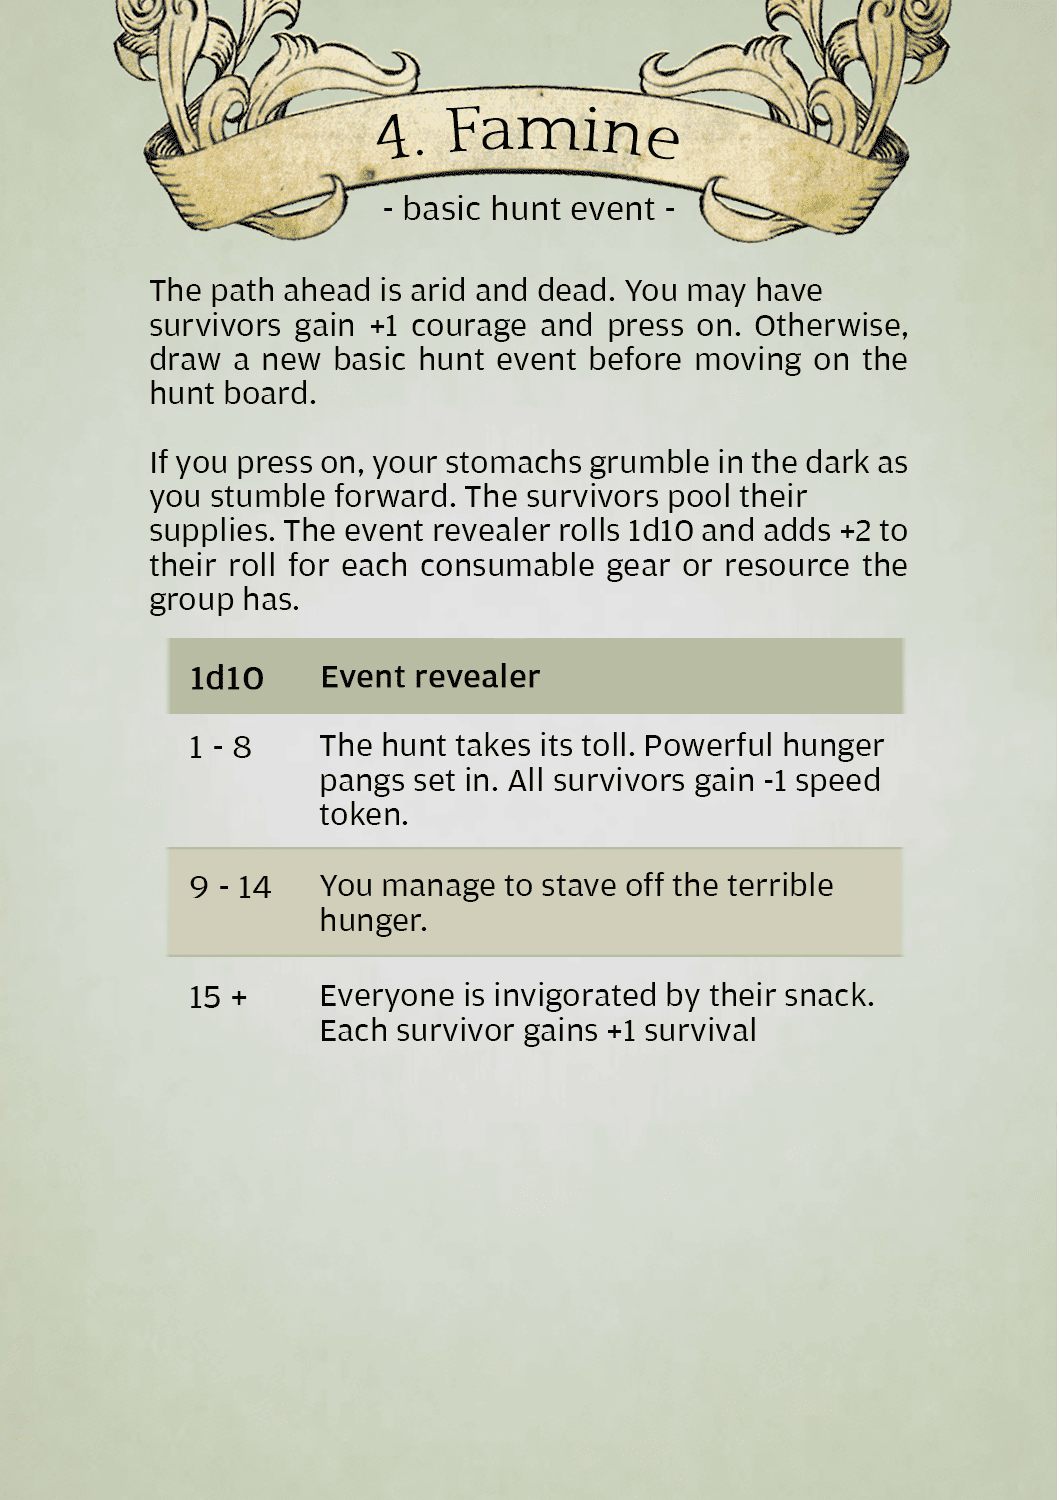 4. Famine
- basic hunt event -
The path ahead is arid and dead. You may have
survivors gain +1 courage and press on. Otherwise,
draw a new basic hunt event before moving on the
hunt board.
If you press on, your stomachs grumble in the dark as
you stumble forward. The survivors pool their
supplies. The event revealer rolls 1d10 and adds +2 to
their roll for each consumable gear or resource the
group has.
1d10 Event revealer
1 - 8 The hunt takes its toll. Powerful hunger
pangs set in. All survivors gain -1 speed
token.
9 - 14 You manage to stave off the terrible
hunger.
15 + Everyone is invigorated by their snack.
Each survivor gains +1 survival